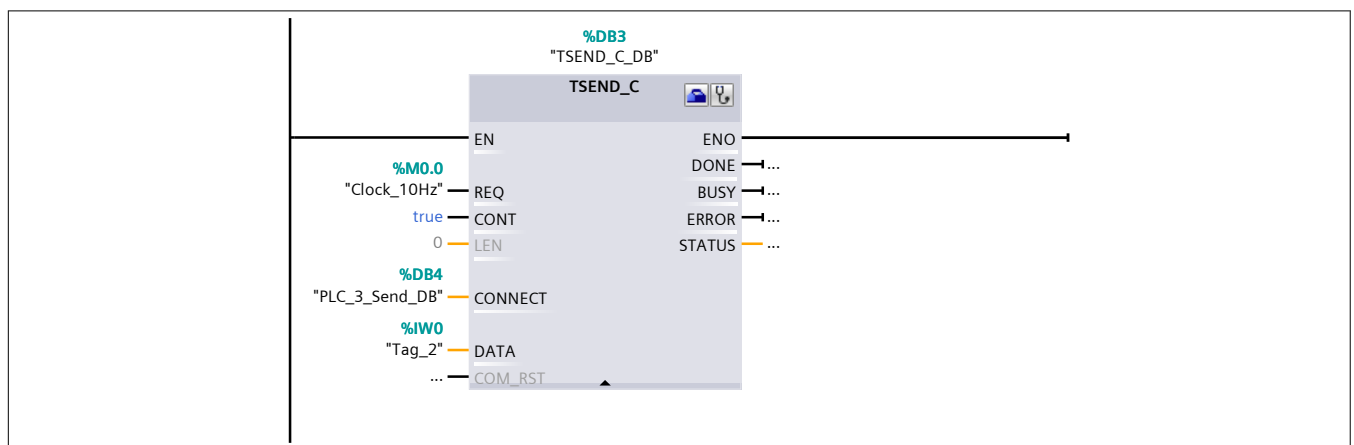 %DB3
"TSEND_C_DB"
TSEND_C
EN ENO
DONE ...
%M0.0
"Clock_10Hz" REQ BUSY ...
true CONT ERROR ...
0 LEN STATUS ...
%DB4
"PLC_3_Send_DB" CONNECT
%IW0
"Tag_2" DATA
... COM_RST